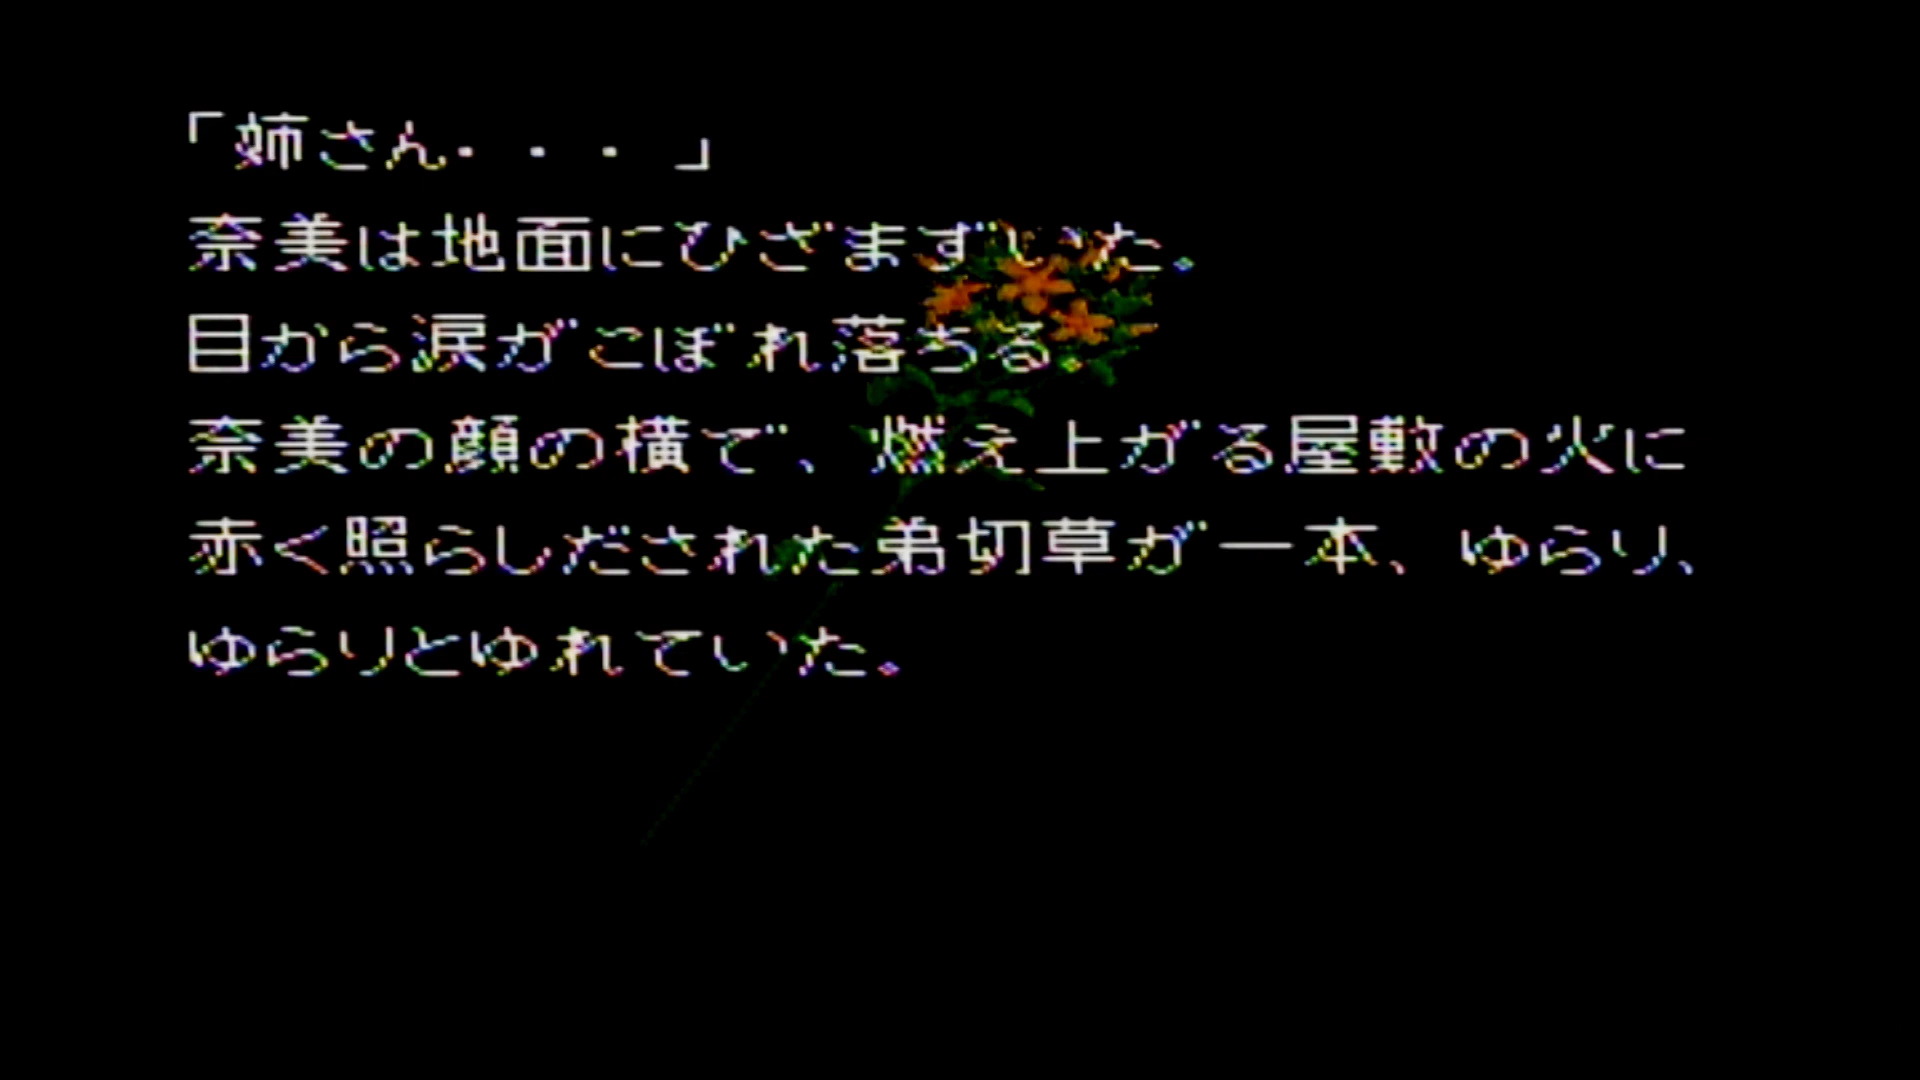 「姉さん・・・」
奈美は地面にひざまずいた。
目から涙がこぼれ落ちる。
奈美の顔の横で、燃え上がる屋敷の火に
赤く照らしだされた弟切草が一本、ゆらり、
ゆらりとゆれていた。